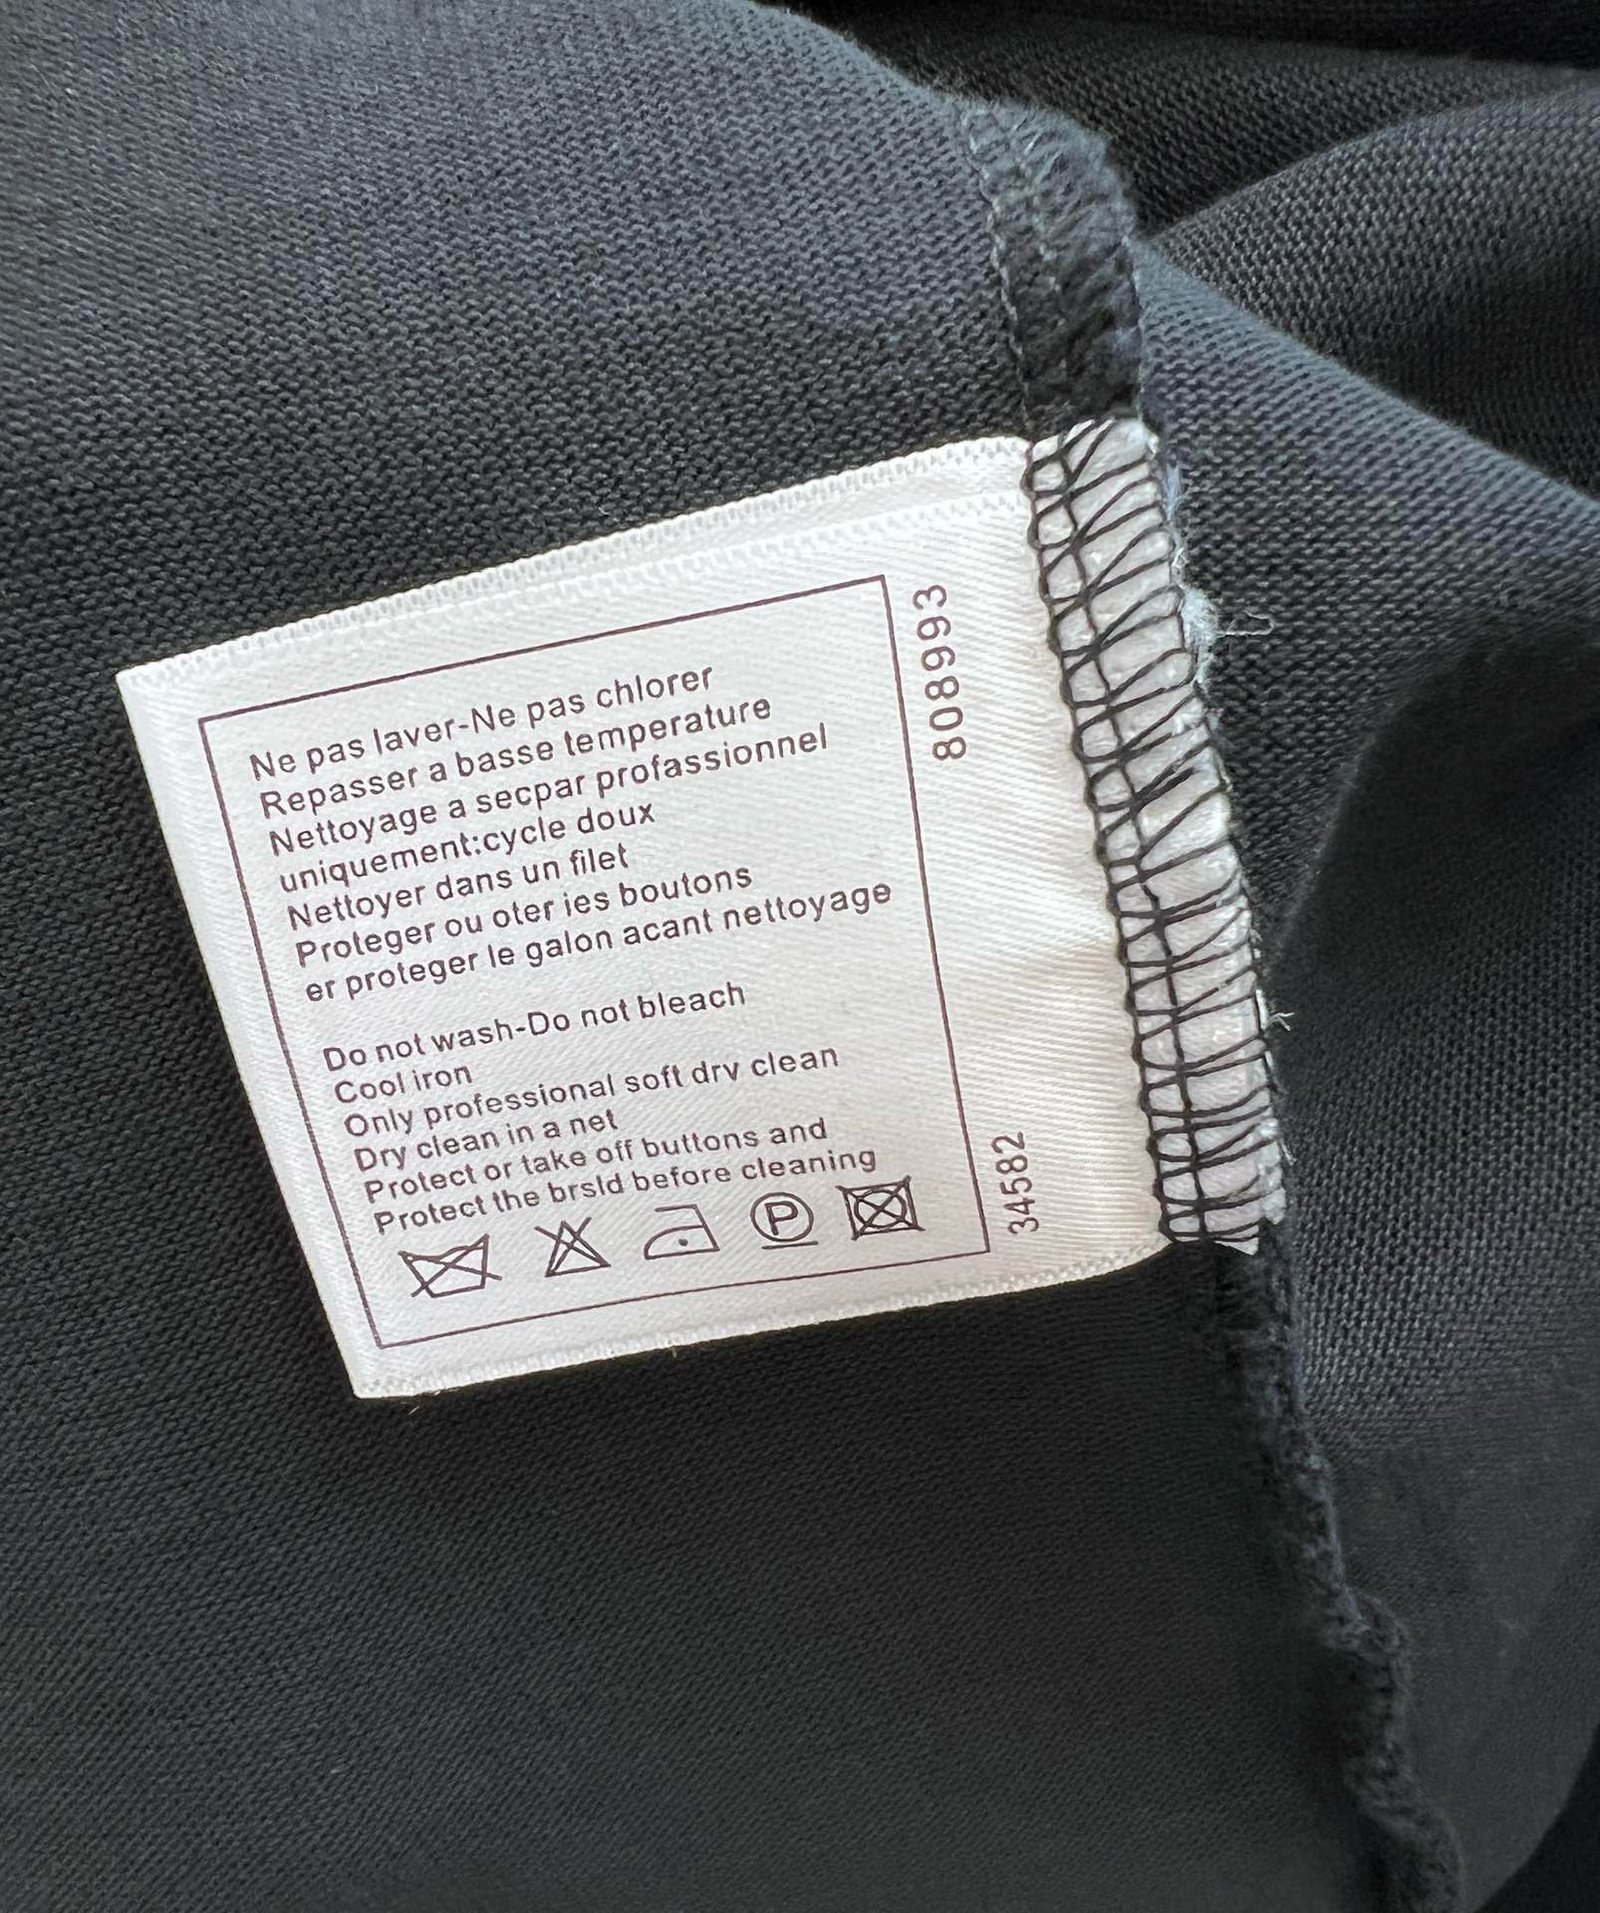 Ne pas laver-Ne pas chlorer
Repasser a basse temperature
Nettoyage a secpar profassionnel
uniquement:cycle doux
Nettoyer dans un filet
Proteger ou oter ies boutons
er proteger le galon acant nettoyage
Do not wash-Do not bleach
Cool iron
Only professional soft drv clean
Dry clean in a net
Protect or take off buttons and
Protect the brsld before cleaning
P
808993
34582